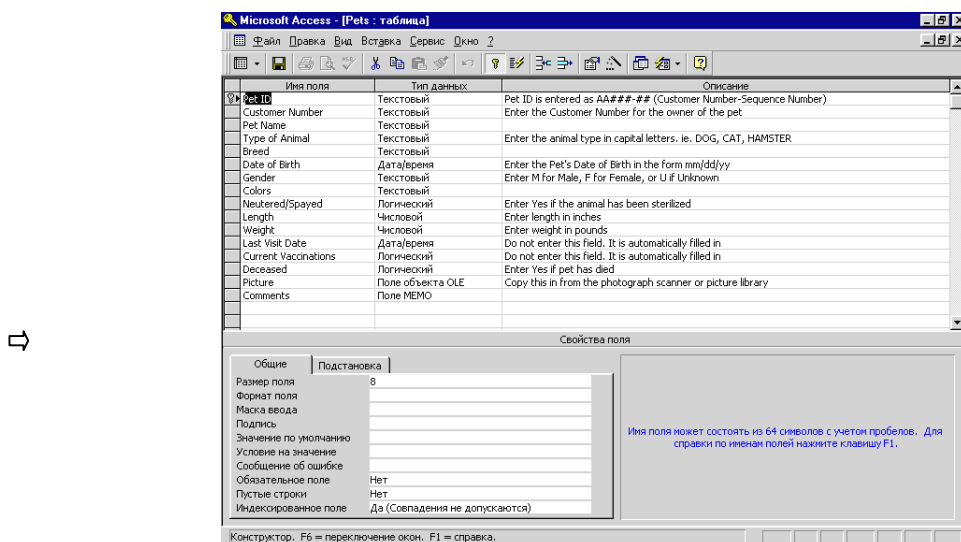 Microsoft Access - [Pets : таблица]
Файл Правка Вид Вставка Сервис Окно ?
Имя поля Тип данных Описание
Pet ID Текстовый Pet ID is entered as AA###-## (Customer Number-Sequence Number)
Customer Number Текстовый Enter the Customer Number for the owner of the pet
Pet Name Текстовый
Type of Animal Текстовый Enter the animal type in capital letters. ie. DOG, CAT, HAMSTER
Breed Текстовый
Date of Birth Дата/время Enter the Pet's Date of Birth in the form mm/dd/yy
Gender Текстовый Enter M for Male, F for Female, or U if Unknown
Colors Текстовый
Neutered/Spayed Логический Enter Yes if the animal has been sterilized
Length Числовой Enter length in inches
Weight Числовой Enter weight in pounds
Last Visit Date Дата/время Do not enter this field. It is automatically filled in
Current Vaccinations Логический Do not enter this field. It is automatically filled in
Deceased Логический Enter Yes if pet has died
Picture Поле объекта OLE Copy this in from the photograph scanner or picture library
Comments Поле MEMO
Свойства поля
Общие Подстановка
Размер поля 8
Формат поля
Маска ввода
Подпись
Значение по умолчанию
Условие на значение
Сообщение об ошибке
Обязательное поле Нет
Пустые строки Нет
Индексированное поле Да (Совпадения не допускаются)
Имя поля может состоять из 64 символов с учетом пробелов. Для
справки по именам полей нажмите клавишу F1.
Конструктор. F6 = переключение окон. F1 = справка.